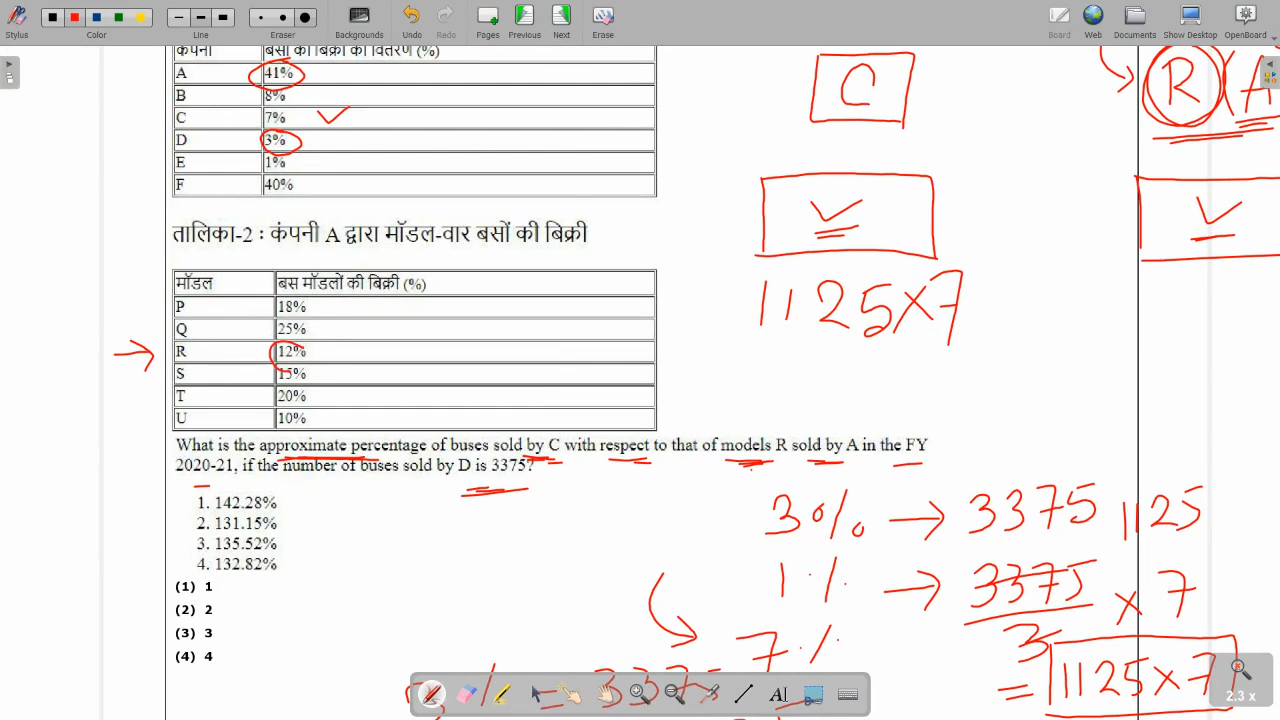 Stylus Color Line Eraser Backgrounds Undo Redo Pages Previous Next Erase Board Web Documents Show Desktop OpenBoard
कंपनी बसों की बिक्री का वितरण (%)
A 41%
B 8%
C 7%
D 3%
E 1%
F 40%
C
R (A
1125×7
तालिका-2 : कंपनी A द्वारा मॉडल-वार बसों की बिक्री
मॉडल बस मॉडलों की बिक्री (%)
P 18%
Q 25%
R 12%
S 15%
T 20%
U 10%
What is the approximate percentage of buses sold by C with respect to that of models R sold by A in the FY
2020-21, if the number of buses sold by D is 3375?
1. 142.28%
2. 131.15%
3. 135.52%
4. 132.82%
(1) 1
(2) 2
(3) 3
(4) 4
3% → 3375 1125
1% → 3375 × 7
3
7%
= 1125×7
= 3375
2.3 x